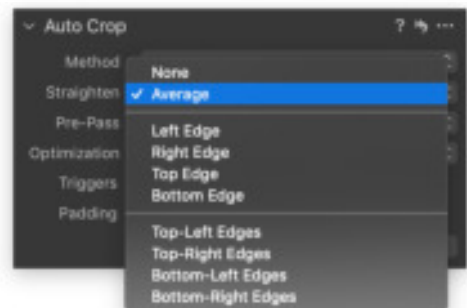 Auto Crop ? ...
Method
None
Straighten ✓ Average
Pre-Pass
Left Edge
Optimization
Right Edge
Top Edge
Triggers
Bottom Edge
Padding
Top-Left Edges
Top-Right Edges
Bottom-Left Edges
Bottom-Right Edges